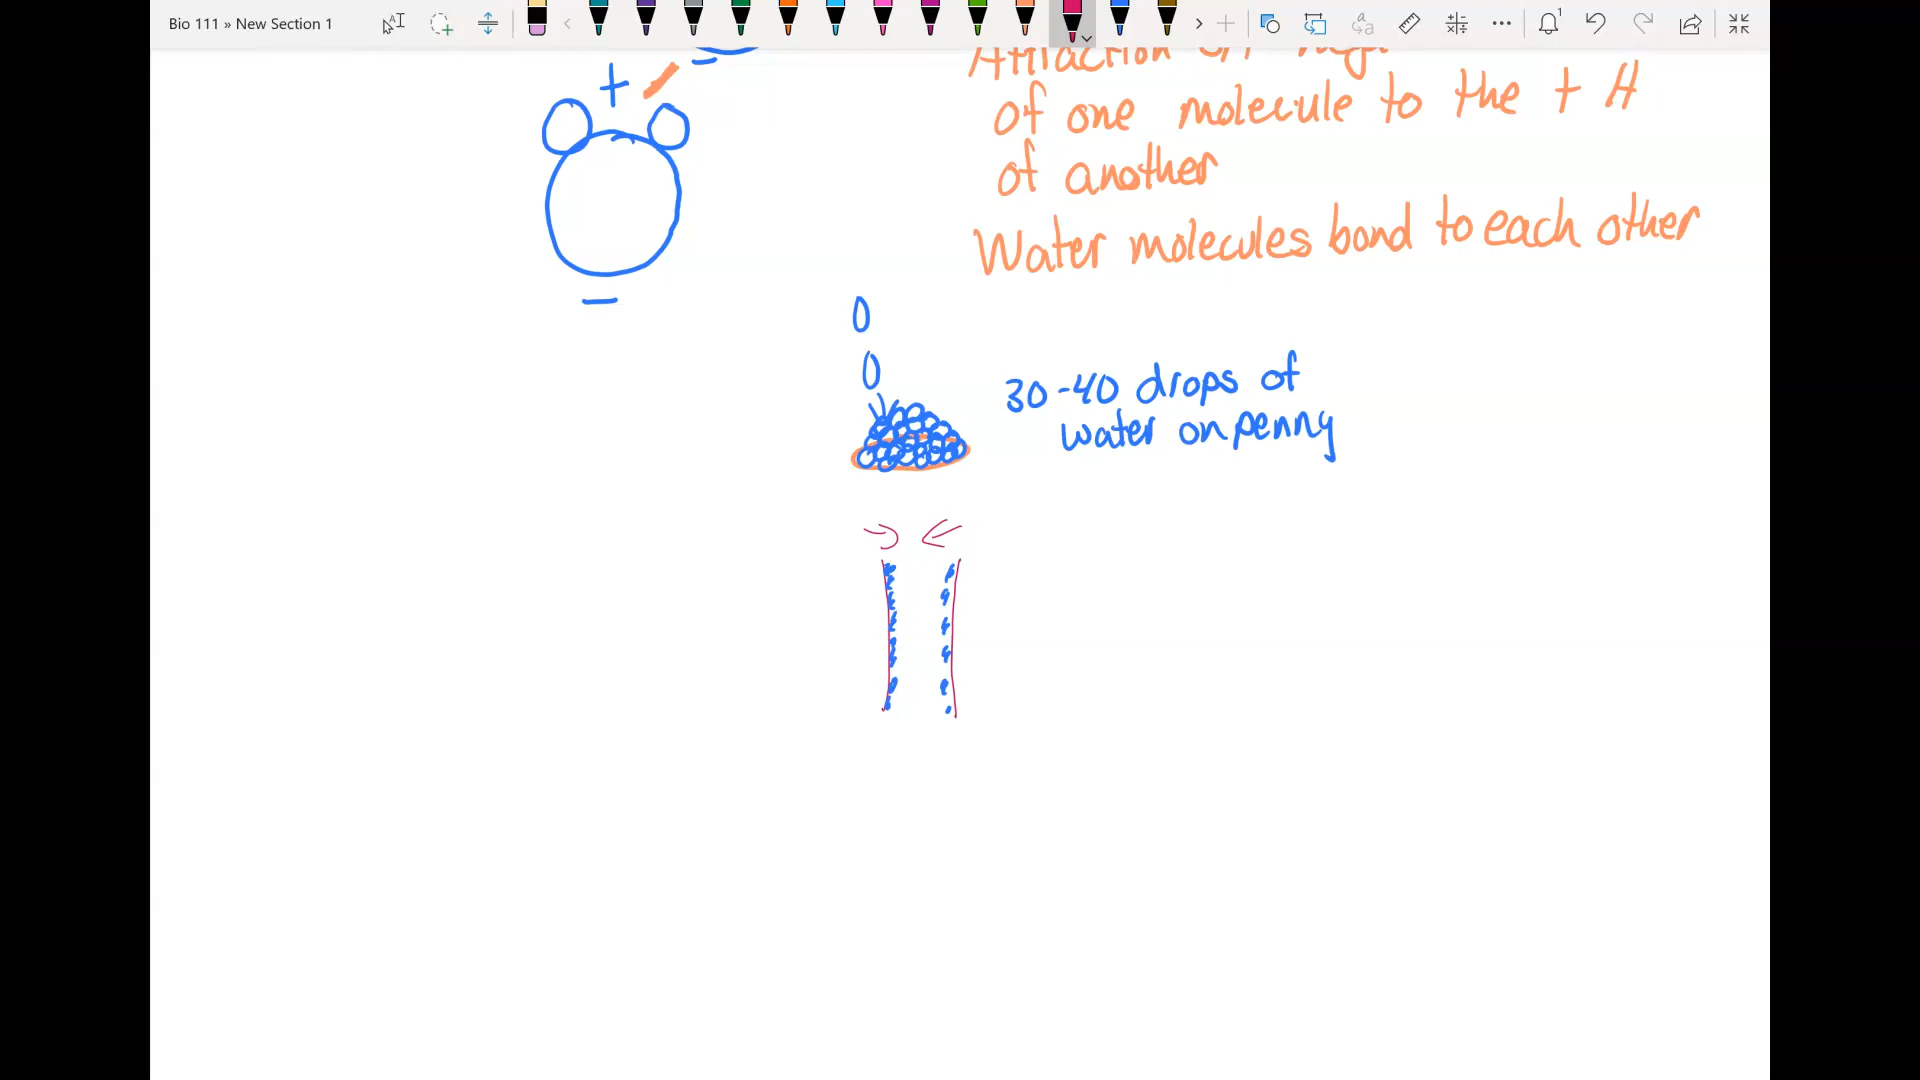 Bio 111 » New Section 1
Attraction
of one molecule to the + H
of another
Water molecules bond to each other
+
-
-
30-40 drops of
water on penny